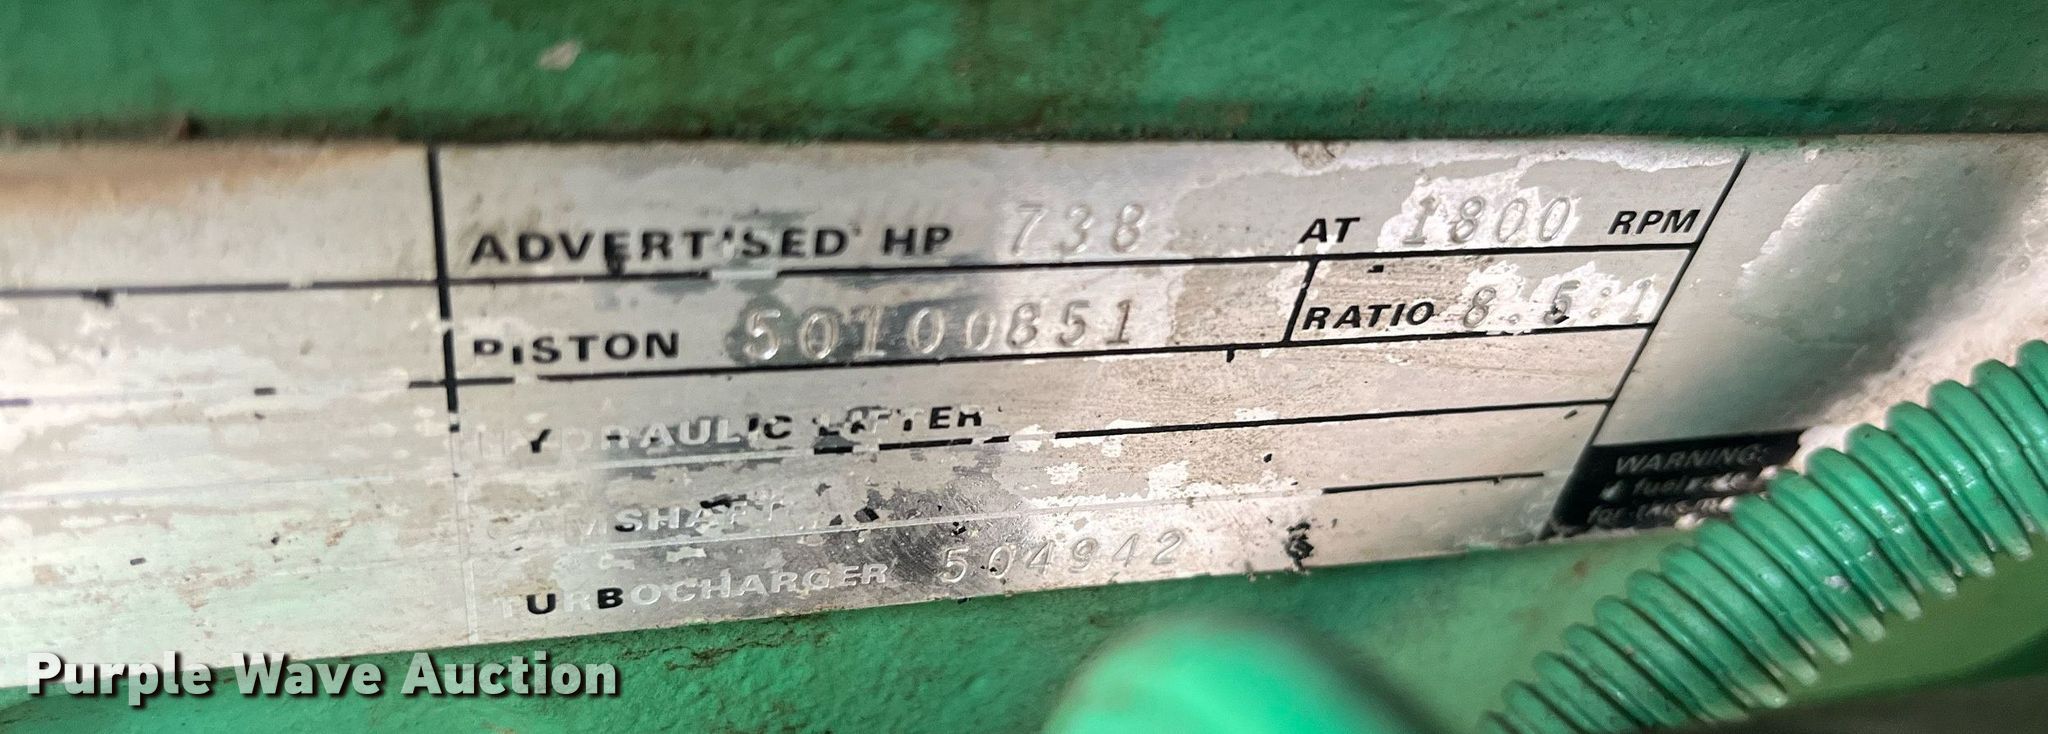 ADVERTISED HP 738 AT 1800 RPM
PISTON 50100851 RATIO 8.5:1
HYDRAULIC LIFTER
CAMSHAFT
TURBOCHARGER 504942
WARNING:
Purple Wave Auction